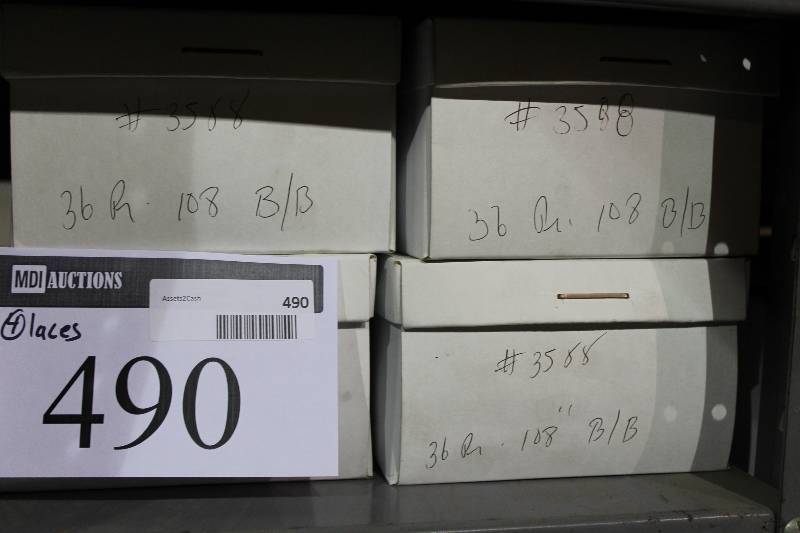 # 3588
36 Pr. 108 B/B
# 3588
36 Pr. 108 B/B
MDI AUCTIONS
Assets2Cash
490
④ laces
490
# 3588
36 Pr. 108" B/B